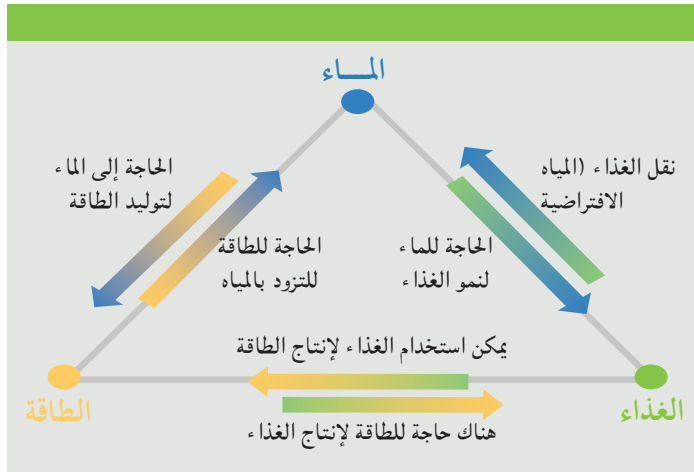 المــــاء
نقل الغذاء (المياه
الافتراضية
الحاجة إلى الماء
لتوليد الطاقة
الحاجة للماء
لنمو الغذاء
الحاجة للطاقة
للتزود بالمياه
يمكن استخدام الغذاء لإنتاج الطاقة
الغذاء
الطاقة
هناك حاجة للطاقة لإنتاج الغذاء